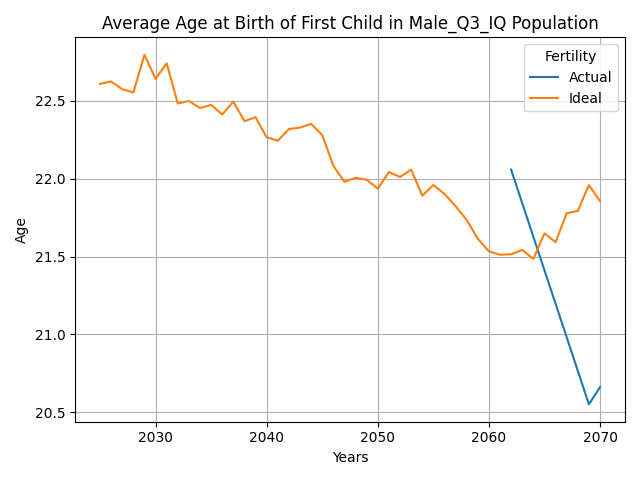 Average Age at Birth of First Child in Male_Q3_IQ Population
Fertility
Actual
Ideal
22.5
22.0
21.5
21.0
20.5
Age
2030
2040
2050
2060
2070
Years